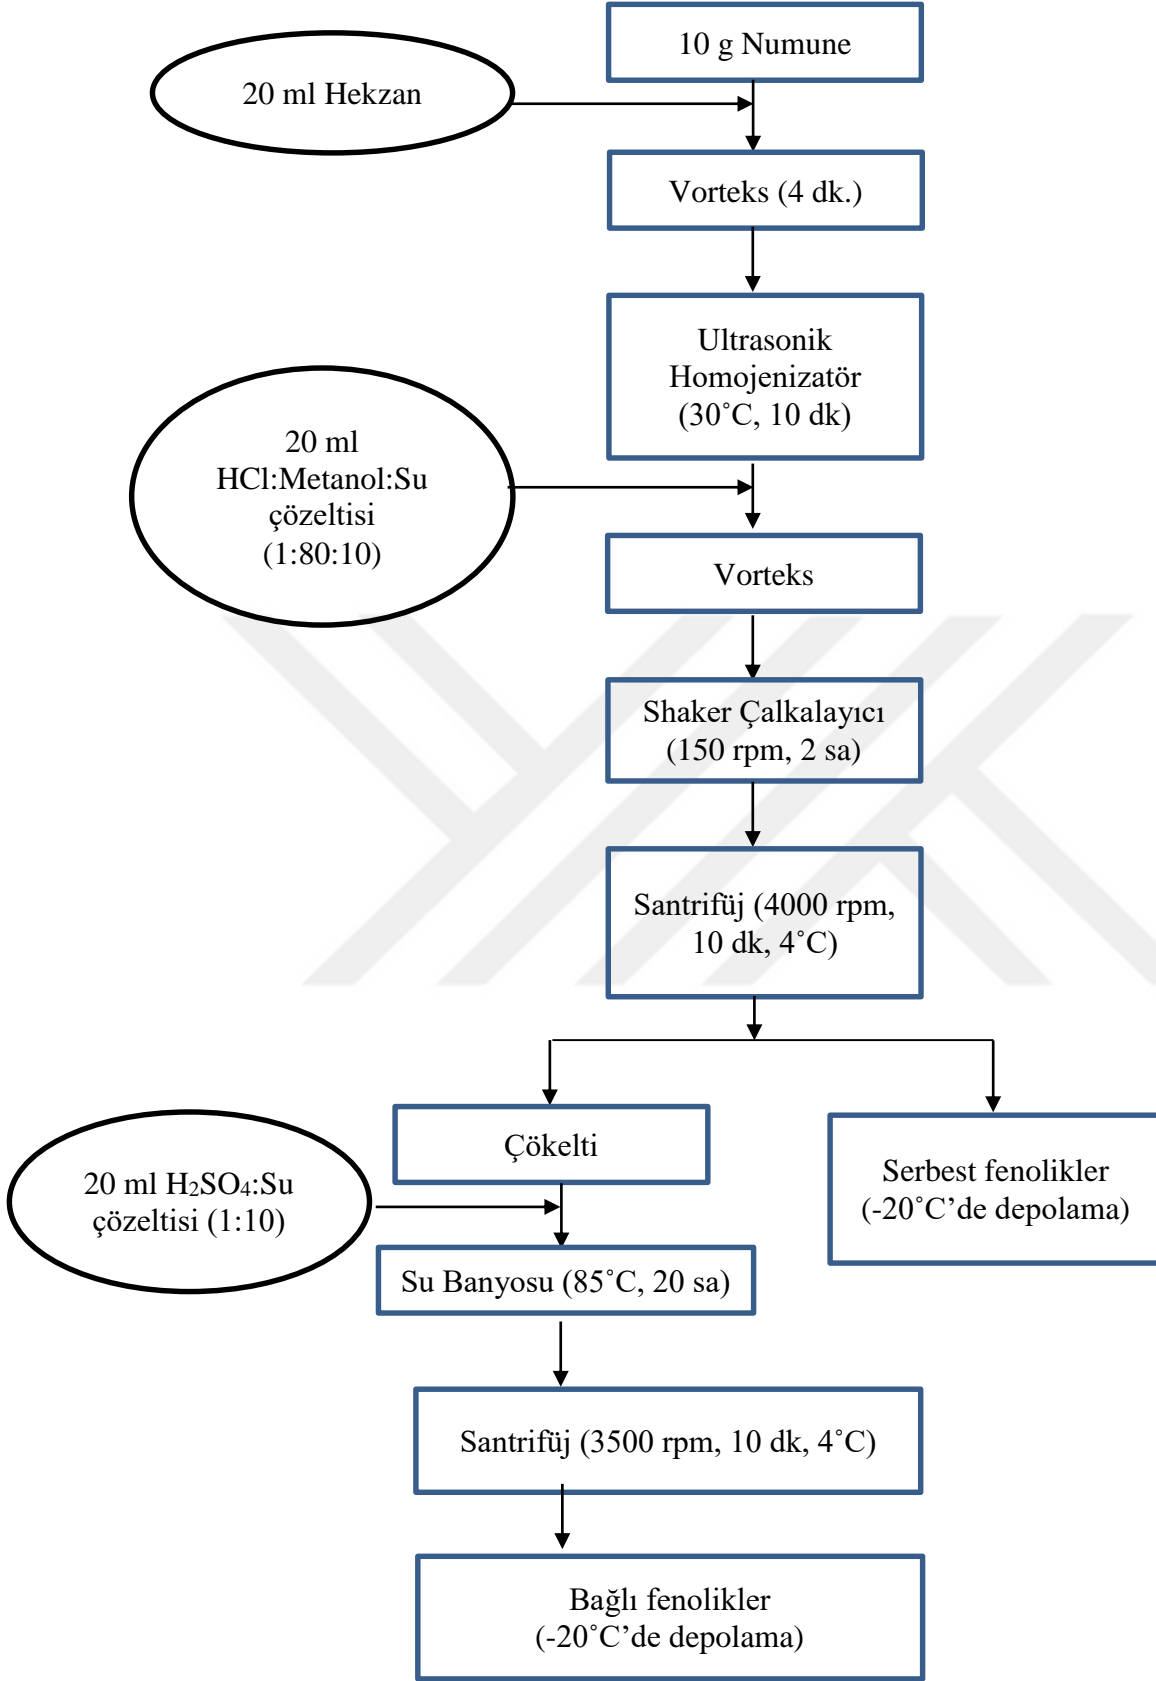 10 g Numune
20 ml Hekzan
Vorteks (4 dk.)
Ultrasonik
Homojenizatör
(30˚C, 10 dk)
20 ml
HCl:Metanol:Su
çözeltisi
(1:80:10)
Vorteks
Shaker Çalkalayıcı
(150 rpm, 2 sa)
Santrifüj (4000 rpm,
10 dk, 4˚C)
Çökelti
Serbest fenolikler
(-20˚C’de depolama)
20 ml H₂SO₄:Su
çözeltisi (1:10)
Su Banyosu (85˚C, 20 sa)
Santrifüj (3500 rpm, 10 dk, 4˚C)
Bağlı fenolikler
(-20˚C’de depolama)